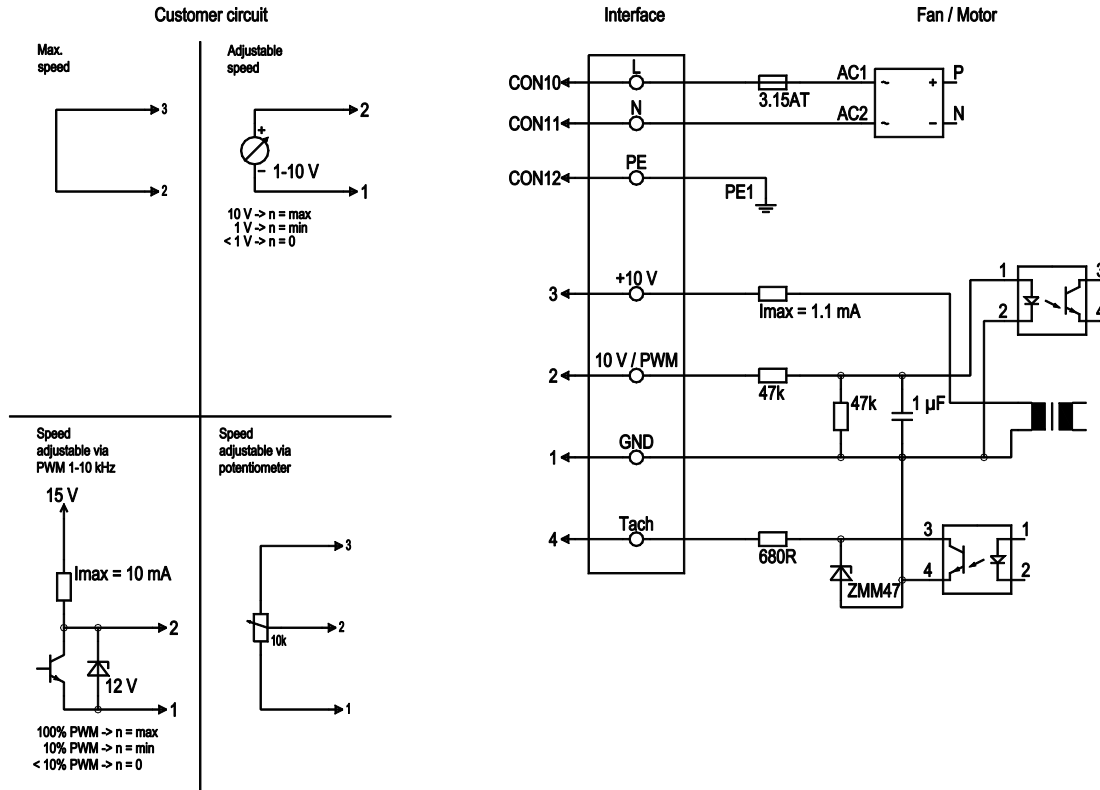 Customer circuit
Interface
Fan / Motor
Max.
speed
3
2
Adjustable
speed
2
+
– 1-10 V
1
10 V -> n = max
1 V -> n = min
< 1 V -> n = 0
Speed
adjustable via
PWM 1-10 kHz
15 V
Imax = 10 mA
2
12 V
1
100% PWM -> n = max
10% PWM -> n = min
< 10% PWM -> n = 0
Speed
adjustable via
potentiometer
3
2
10k
1
CON10 L 3.15AT AC1 ~ + P
CON11 N AC2 ~ – N
CON12 PE PE1
3 +10 V Imax = 1.1 mA
1 3
2 4
2 10 V / PWM 47k
47k 1 µF
1 GND
4 Tach 680R 3 1
ZMM47 4 2